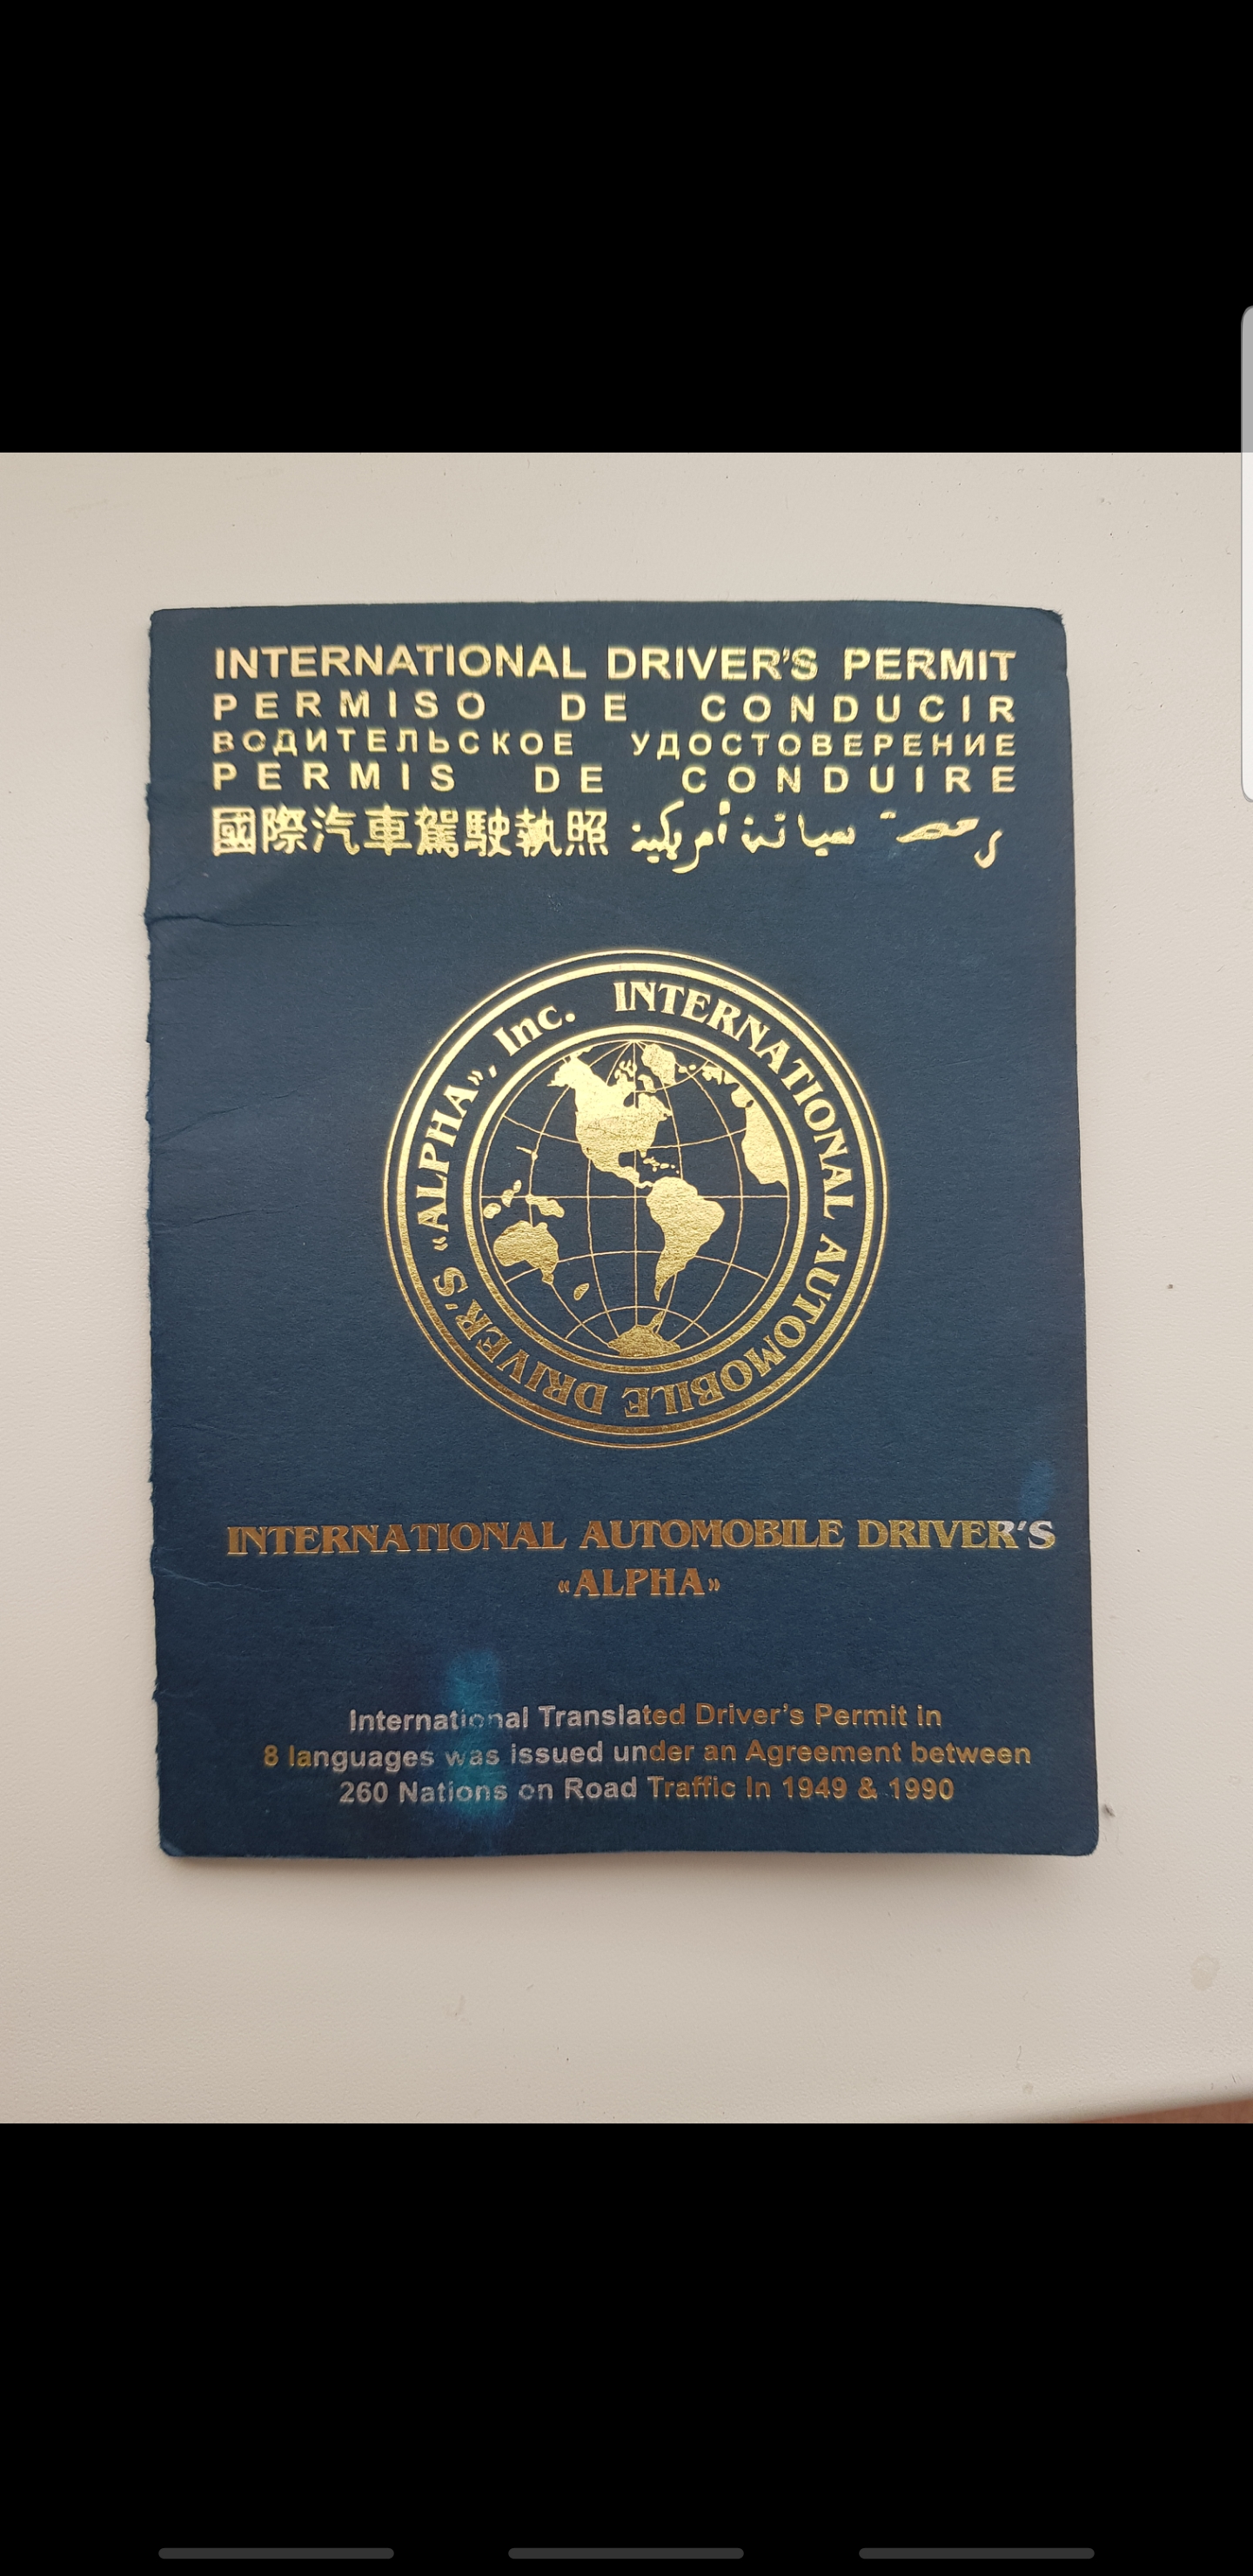 INTERNATIONAL DRIVER'S PERMIT
PERMISO DE CONDUCIR
ВОДИТЕЛЬСКОЕ УДОСТОВЕРЕНИЕ
PERMIS DE CONDUIRE
國際汽車駕駛執照 أمريكية
INTERNATIONAL AUTOMOBILE DRIVER'S «ALPHA», Inc.
INTERNATIONAL AUTOMOBILE DRIVER'S
«ALPHA»
International Translated Driver's Permit in
8 languages was issued under an Agreement between
260 Nations on Road Traffic In 1949 & 1990